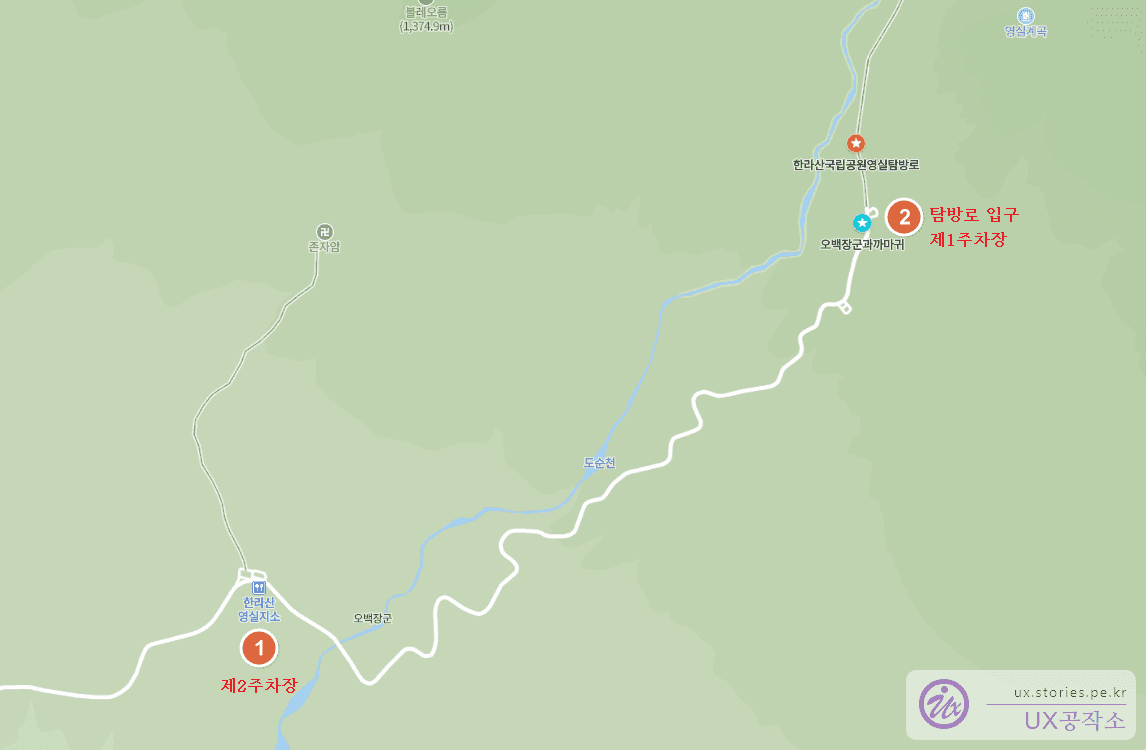 볼레오름
(1,374.9m)
영실계곡
한라산국립공원영실탐방로
2
탐방로 입구
제1주차장
오백장군과까마귀
존자암
도순천
한라산
영실지소
오백장군
1
제2주차장
Ux
ux.stories.pe.kr
UX공작소